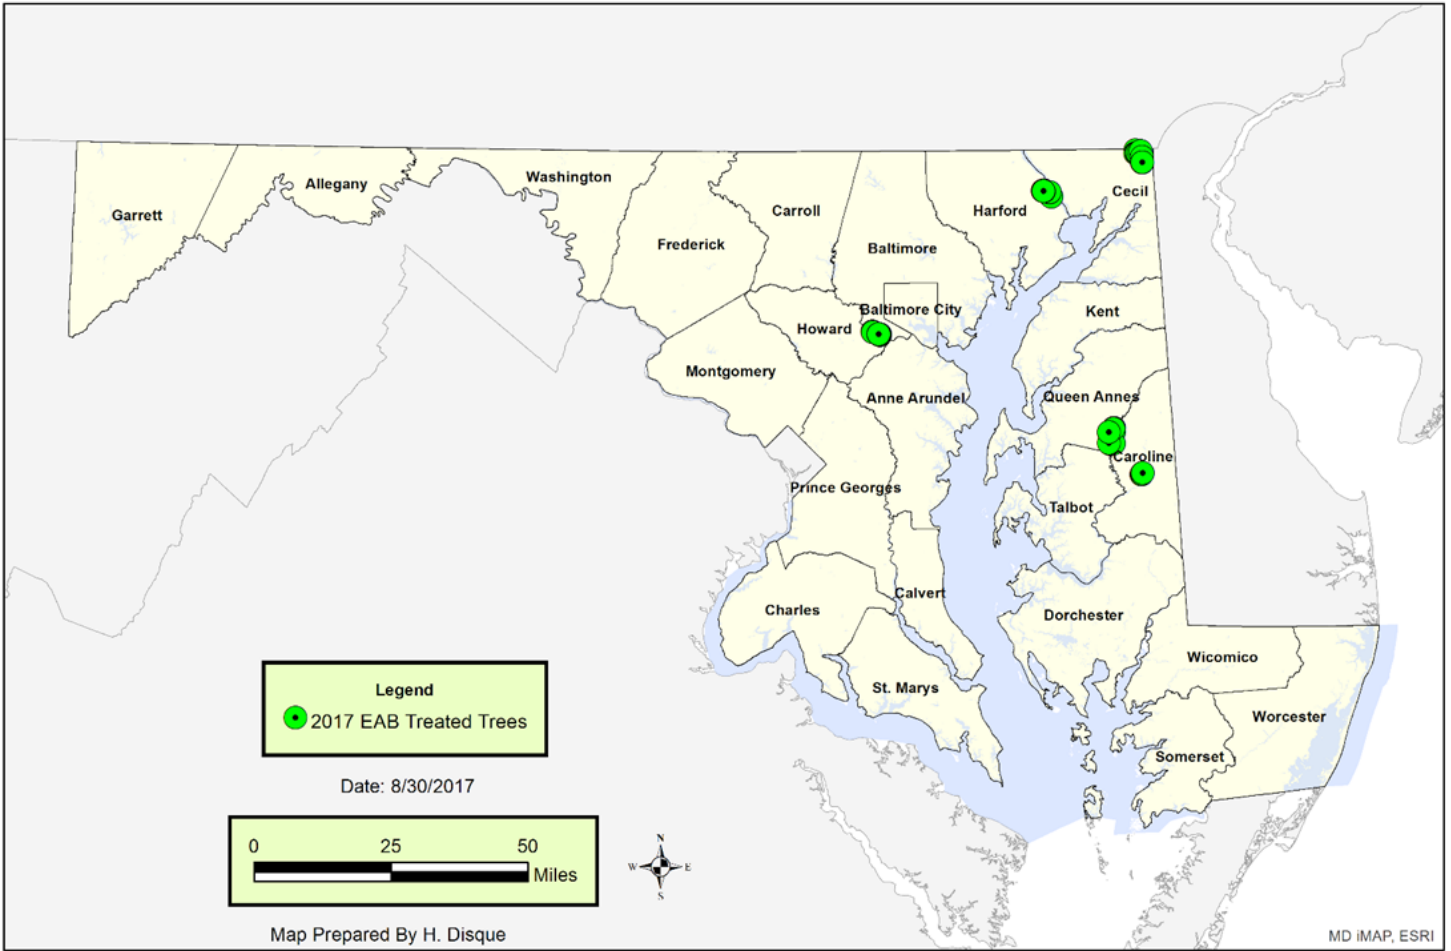 Garrett
Allegany
Washington
Frederick
Carroll
Baltimore
Harford
Cecil
Baltimore City
Howard
Kent
Montgomery
Anne Arundel
Queen Annes
Caroline
Prince Georges
Talbot
Calvert
Charles
Dorchester
St. Marys
Wicomico
Worcester
Somerset
Legend
2017 EAB Treated Trees
Date: 8/30/2017
0 25 50
Miles
N
W E
S
Map Prepared By H. Disque
MD iMAP, ESRI